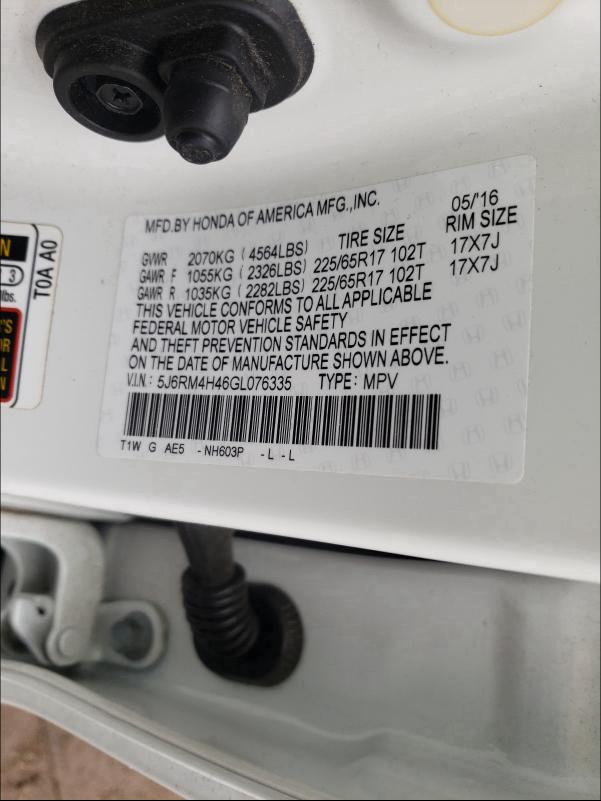 MFD.BY HONDA OF AMERICA MFG.,INC. 05/'16
TIRE SIZE RIM SIZE
GVWR 2070KG ( 4564LBS )
GAWR F 1055KG ( 2326LBS ) 225/65R17 102T 17X7J
GAWR R 1035KG ( 2282LBS ) 225/65R17 102T 17X7J
THIS VEHICLE CONFORMS TO ALL APPLICABLE
FEDERAL MOTOR VEHICLE SAFETY
AND THEFT PREVENTION STANDARDS IN EFFECT
ON THE DATE OF MANUFACTURE SHOWN ABOVE.
V.I.N.: 5J6RM4H46GL076335 TYPE: MPV
T1W G AE5 - NH603P - L - L
T0A A0
3
lbs.